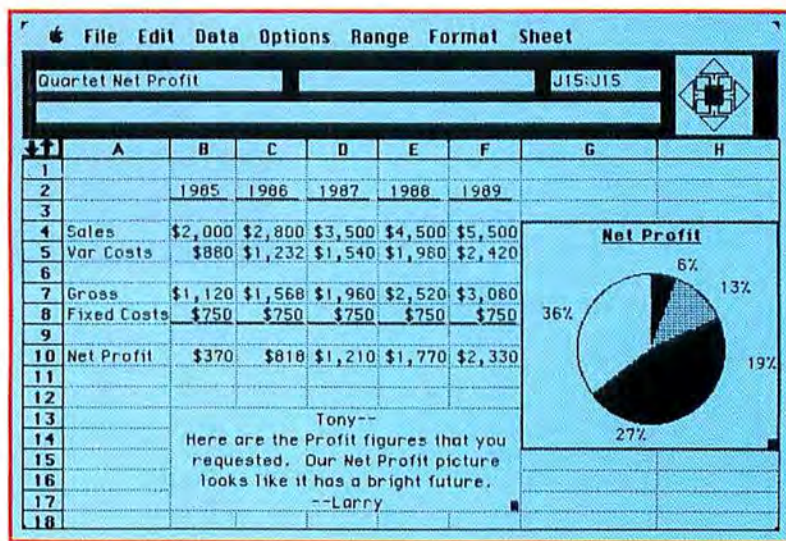 File Edit Data Options Range Format Sheet
Quartet Net Profit J15:J15
A B C D E F G H
1
2 1985 1986 1987 1988 1989
3
4 Sales $2,000 $2,800 $3,500 $4,500 $5,500
5 Var Costs $880 $1,232 $1,540 $1,980 $2,420
6
7 Gross $1,120 $1,568 $1,960 $2,520 $3,080
8 Fixed Costs $750 $750 $750 $750 $750
9
10 Net Profit $370 $818 $1,210 $1,770 $2,330
11
12
13 Tony--
14 Here are the Profit figures that you
15 requested. Our Net Profit picture
16 looks like it has a bright future.
17 --Larry
18
Net Profit
6%
13%
36%
19%
27%